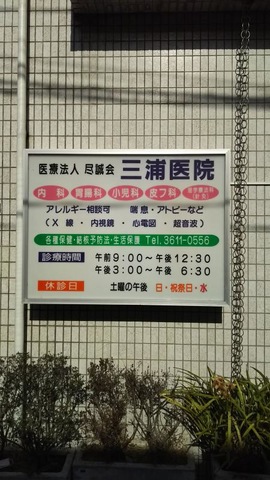 医療法人 尽誠会 三浦医院
内科 胃腸科 小児科 皮フ科
アレルギー相談可 喘息・アトピーなど
(X線・内視鏡・心電図・超音波)
各種保健・結核予防法・生活保護 Tel.3611-0556
診療時間 午前9:00〜午後12:30
午後3:00〜午後 6:30
休診日 土曜の午後 日・祝祭日・水